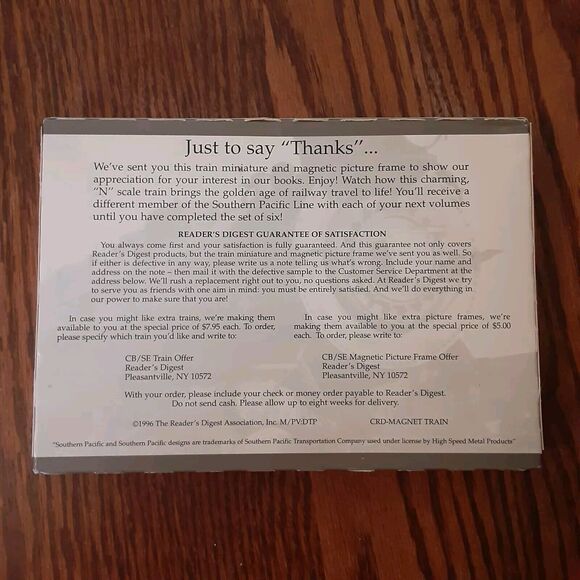 Just to say "Thanks"...
We've sent you this train miniature and magnetic picture frame to show our
appreciation for your interest in our books. Enjoy! Watch how this charming,
"N" scale train brings the golden age of railway travel to life! You'll receive a
different member of the Southern Pacific Line with each of your next volumes
until you have completed the set of six!
READER'S DIGEST GUARANTEE OF SATISFACTION
You always come first and your satisfaction is fully guaranteed. And this guarantee not only covers
Reader's Digest products, but the train miniature and magnetic picture frame we've sent you as well. So
if either is defective in any way, please write us a note telling us what's wrong. Include your name and
address on the note – then mail it with the defective sample to the Customer Service Department at the
address below. We'll rush a replacement right out to you, no questions asked. At Reader's Digest we try
to serve you as friends with one aim in mind: you must be entirely satisfied. And we'll do everything in
our power to make sure that you are!
In case you might like extra trains, we're making them
available to you at the special price of $7.95 each. To order,
please specify which train you'd like and write to:
CB/SE Train Offer
Reader's Digest
Pleasantville, NY 10572
In case you might like extra picture frames, we're
making them available to you at the special price of $5.00
each. To order, please write to:
CB/SE Magnetic Picture Frame Offer
Reader's Digest
Pleasantville, NY 10572
With your order, please include your check or money order payable to Reader's Digest.
Do not send cash. Please allow up to eight weeks for delivery.
©1996 The Reader's Digest Association, Inc. M/PV:DTP
CRD-MAGNET TRAIN
"Southern Pacific and Southern Pacific designs are trademarks of Southern Pacific Transportation Company used under license by High Speed Metal Products"